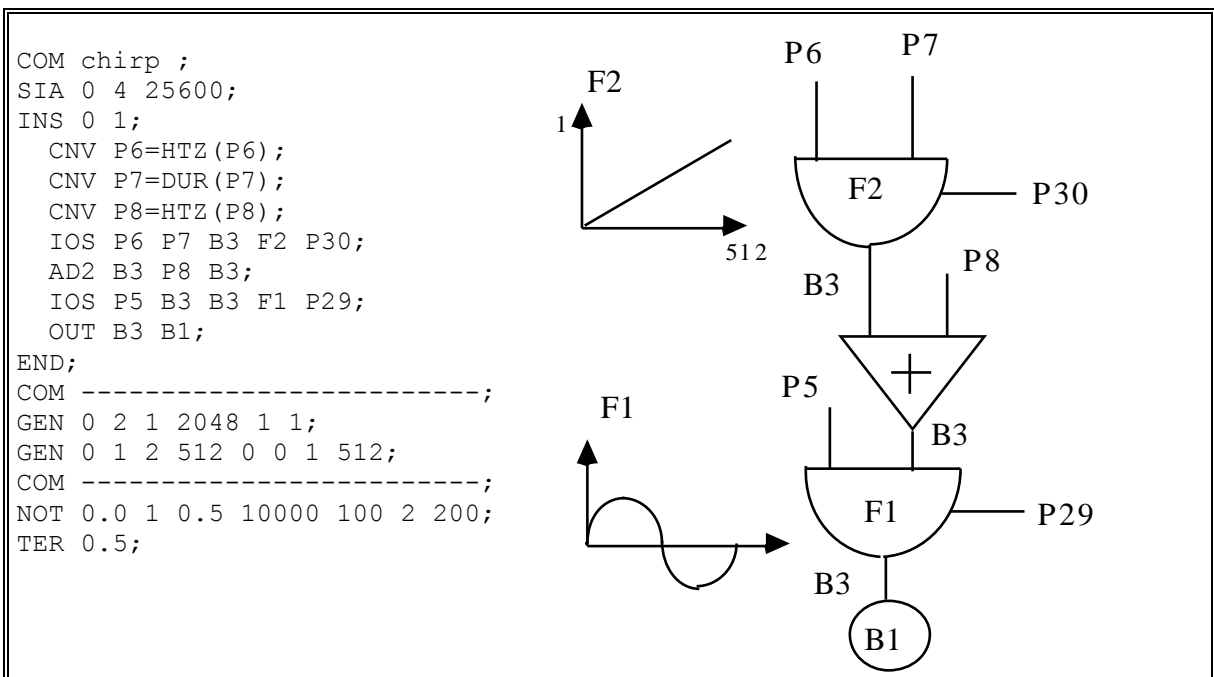 COM chirp ;
SIA 0 4 25600;
INS 0 1;
CNV P6=HTZ(P6);
CNV P7=DUR(P7);
CNV P8=HTZ(P8);
IOS P6 P7 B3 F2 P30;
AD2 B3 P8 B3;
IOS P5 B3 B3 F1 P29;
OUT B3 B1;
END;
COM -------------------------;
GEN 0 2 1 2048 1 1;
GEN 0 1 2 512 0 0 1 512;
COM -------------------------;
NOT 0.0 1 0.5 10000 100 2 200;
TER 0.5;
F2
1
512
F1
P6 P7
F2
P30
B3
P8
+
P5
B3
F1
P29
B3
B1